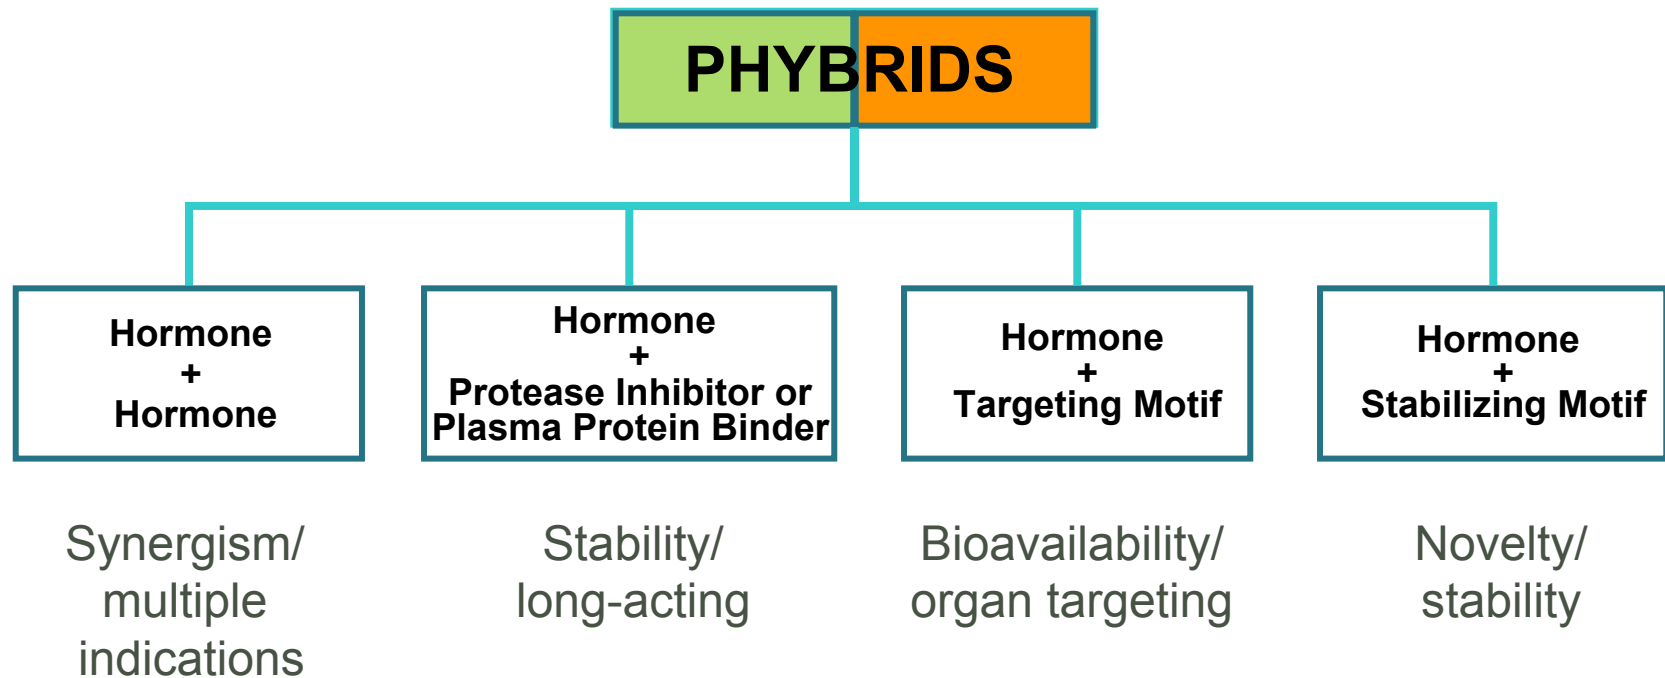 PHYBRIDS
Hormone
+
Hormone
Hormone
+
Protease Inhibitor or
Plasma Protein Binder
Hormone
+
Targeting Motif
Hormone
+
Stabilizing Motif
Synergism/
multiple
indications
Stability/
long-acting
Bioavailability/
organ targeting
Novelty/
stability